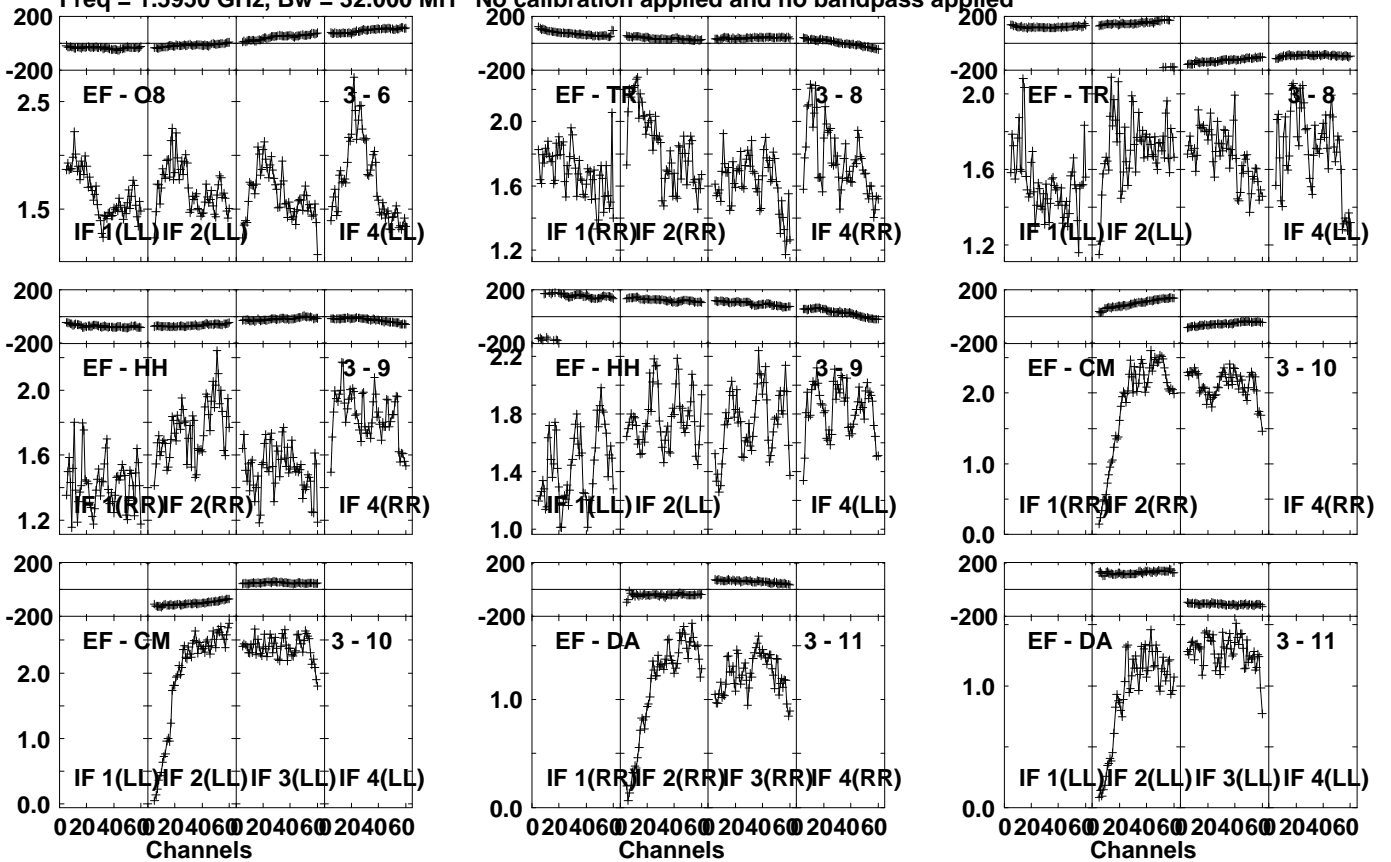 Freq = 1.5950 GHz, Bw = 32.000 MH No calibration applied and no bandpass applied
200
-200
2.5
1.5
EF - O8
3 - 6
IF 1(LL)
IF 2(LL)
IF 4(LL)
200
-200
2.0
1.6
1.2
EF - TR
3 - 8
IF 1(RR)
IF 2(RR)
IF 4(RR)
200
-200
2.0
1.6
1.2
EF - TR
3 - 8
IF 1(LL)
IF 2(LL)
IF 4(LL)
200
-200
2.0
1.6
1.2
EF - HH
3 - 9
IF 1(RR)
IF 2(RR)
IF 4(RR)
200
-200
2.2
1.8
1.4
1.0
EF - HH
3 - 9
IF 1(LL)
IF 2(LL)
IF 4(LL)
200
-200
2.0
1.0
0.0
EF - CM
3 - 10
IF 1(RR)
IF 2(RR)
IF 4(RR)
200
-200
2.0
1.0
0.0
EF - CM
3 - 10
IF 1(LL)
IF 2(LL)
IF 3(LL)
IF 4(LL)
0 20 40 60 0 20 40 60 0 20 40 60 0 20 40 60
Channels
200
-200
1.0
0.0
EF - DA
3 - 11
IF 1(RR)
IF 2(RR)
IF 3(RR)
IF 4(RR)
0 20 40 60 0 20 40 60 0 20 40 60 0 20 40 60
Channels
200
-200
1.0
0.0
EF - DA
3 - 11
IF 1(LL)
IF 2(LL)
IF 3(LL)
IF 4(LL)
0 20 40 60 0 20 40 60 0 20 40 60 0 20 40 60
Channels